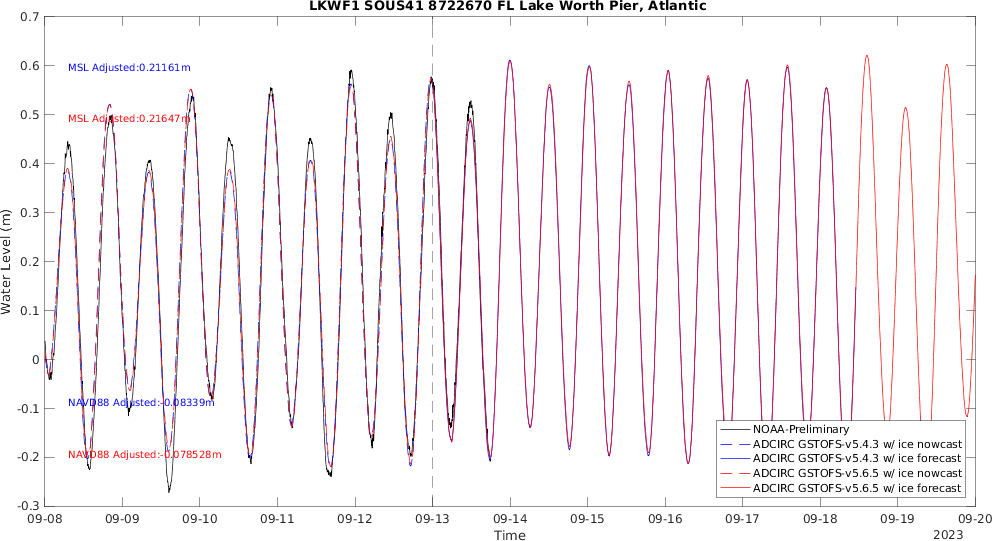 LKWF1 SOUS41 8722670 FL Lake Worth Pier, Atlantic
0.7
0.6
0.5
0.4
0.3
0.2
0.1
0
-0.1
-0.2
-0.3
Water Level (m)
MSL Adjusted:0.21161m
MSL Adjusted:0.21647m
NAVD88 Adjusted:-0.08339m
NAVD88 Adjusted:-0.078528m
NOAA-Preliminary
ADCIRC GSTOFS-v5.4.3 w/ ice nowcast
ADCIRC GSTOFS-v5.4.3 w/ ice forecast
ADCIRC GSTOFS-v5.6.5 w/ ice nowcast
ADCIRC GSTOFS-v5.6.5 w/ ice forecast
09-08 09-09 09-10 09-11 09-12 09-13 09-14 09-15 09-16 09-17 09-18 09-19 09-20
Time
2023